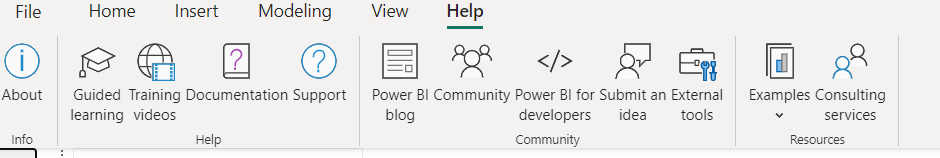 File Home Insert Modeling View Help
About Guided learning Training videos Documentation Support Power BI blog Community Power BI for developers Submit an idea External tools Examples Consulting services
Info Help Community Resources